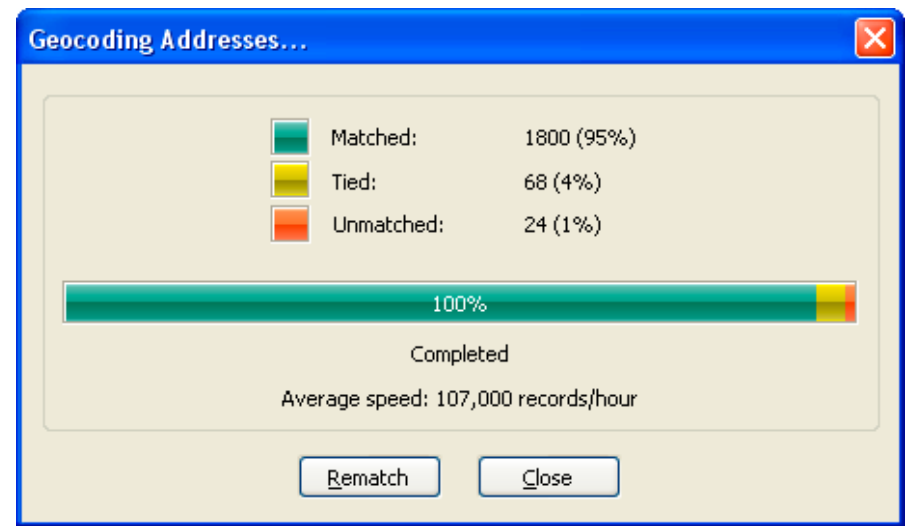 Geocoding Addresses...
Matched: 1800 (95%)
Tied: 68 (4%)
Unmatched: 24 (1%)
100%
Completed
Average speed: 107,000 records/hour
Rematch Close